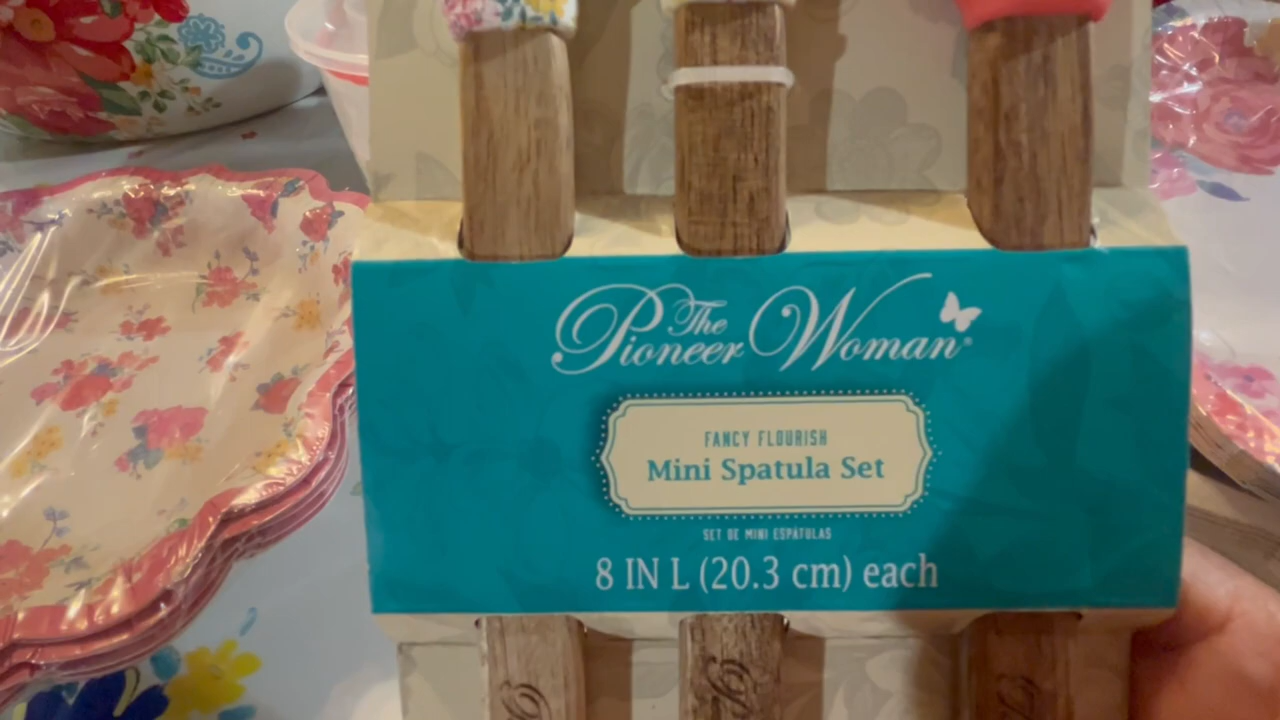 The Pioneer Woman®
FANCY FLOURISH
Mini Spatula Set
SET DE MINI ESPÁTULAS
8 IN L (20.3 cm) each